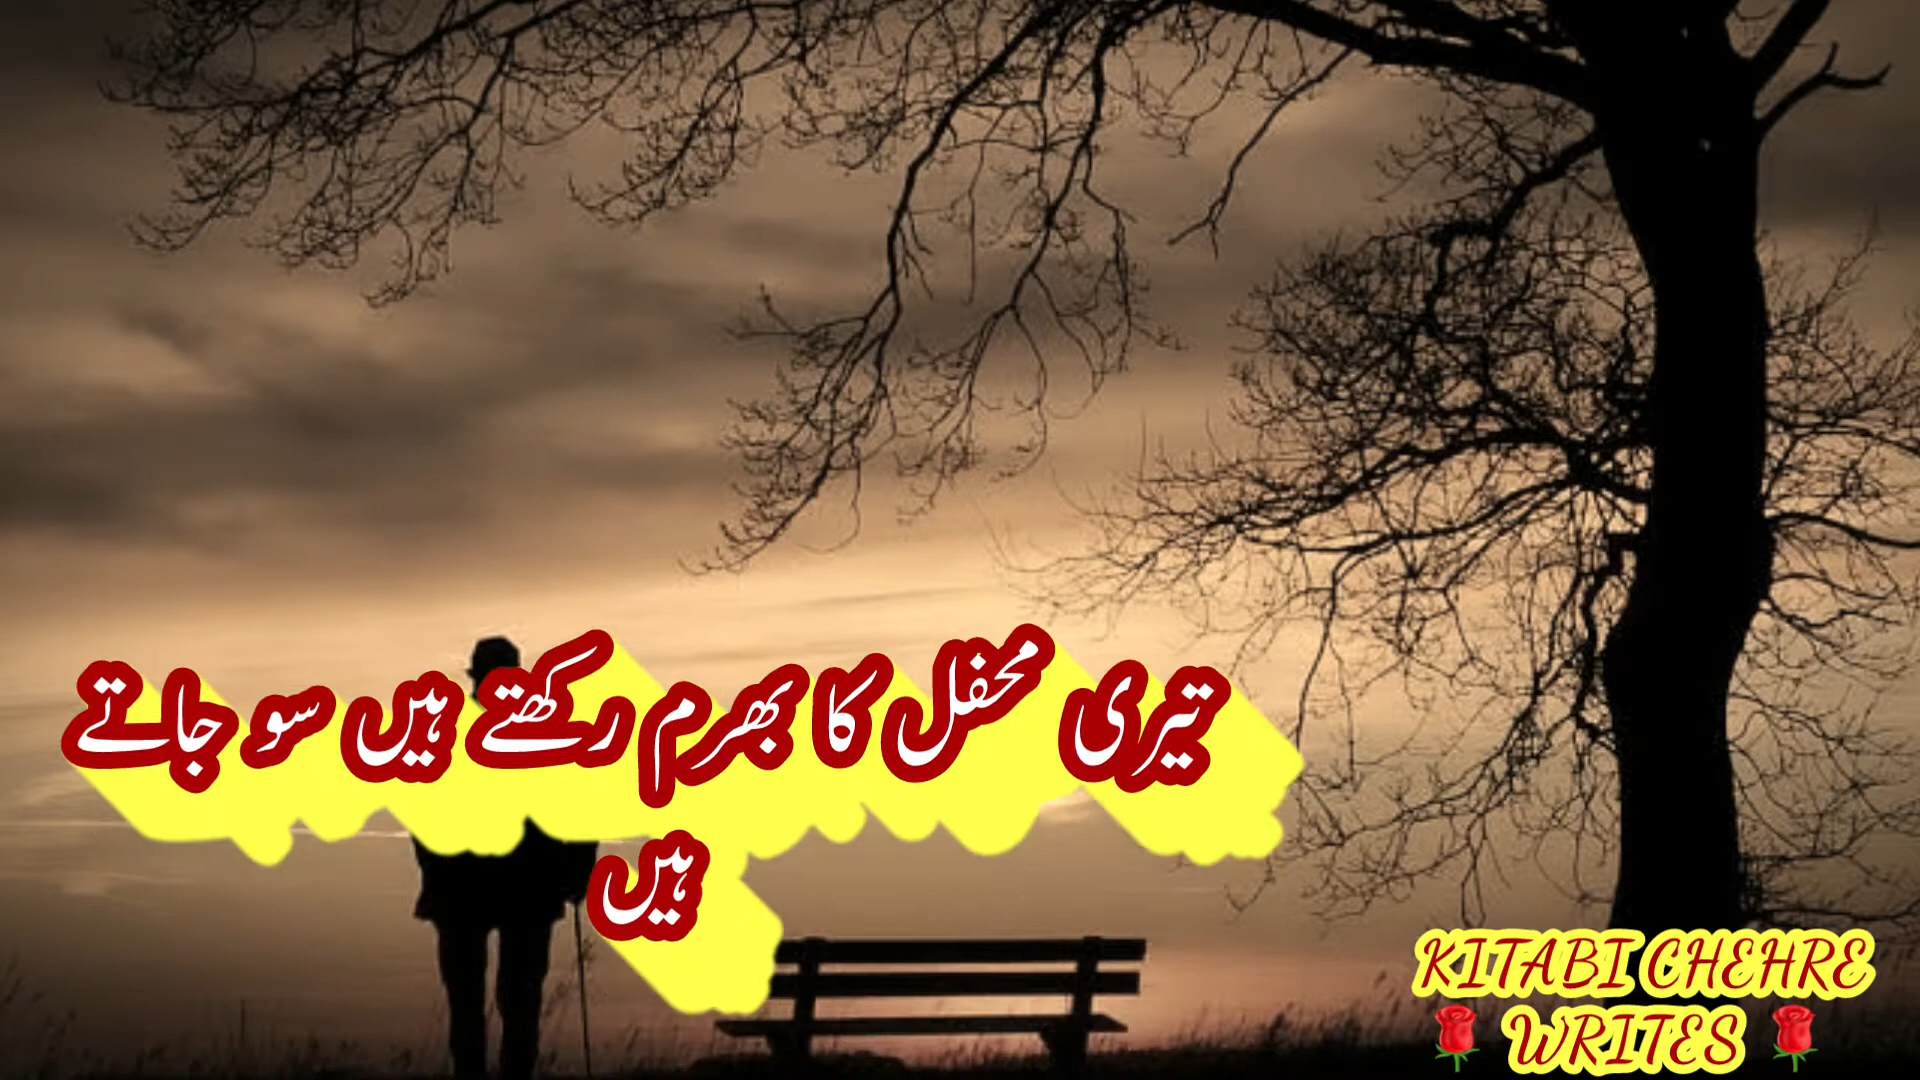 تیری محفل کا بھرم رکھتے ہیں سو جاتے
ہیں
KITABI CHEHRE
🌹 WRITES 🌹